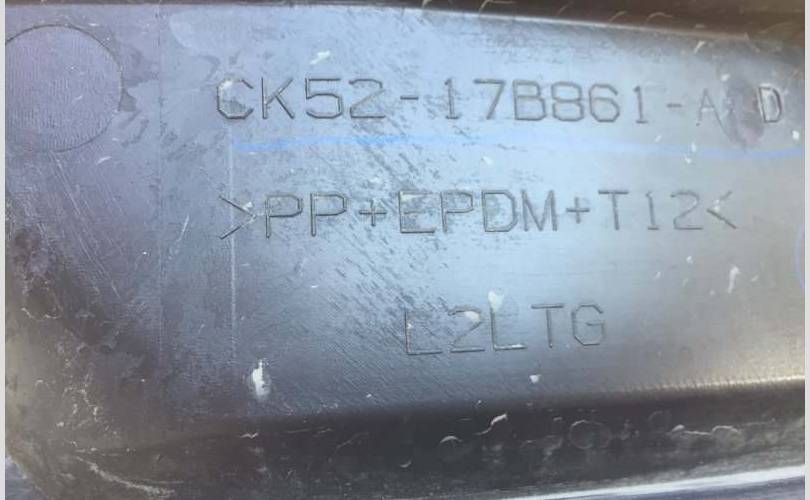 CK52-17B861-A D
>PP+EPDM+T12<
L2LTG